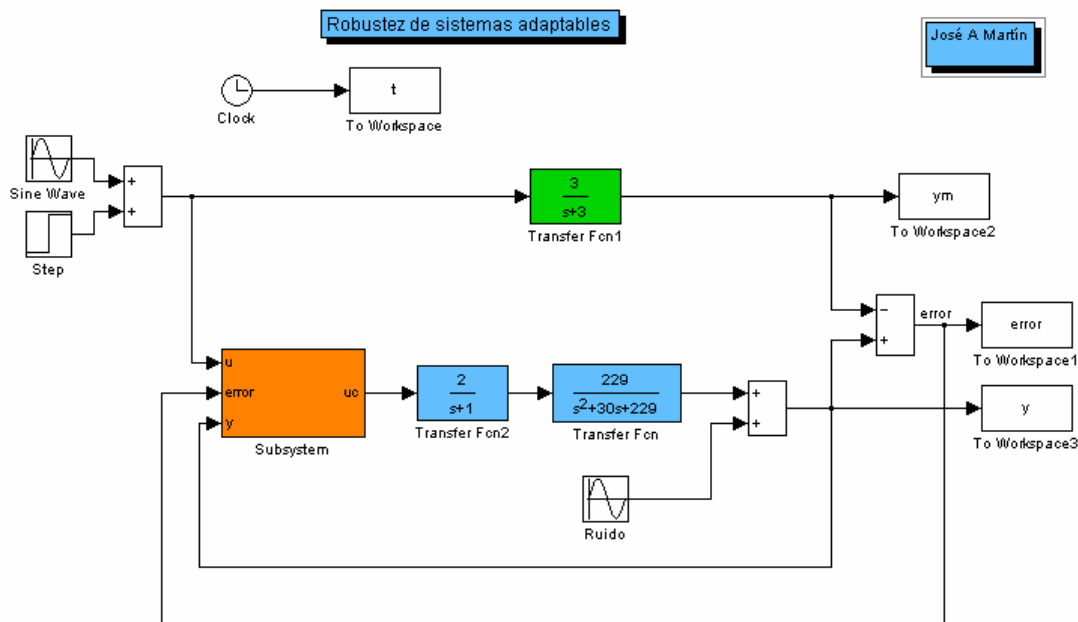 Robustez de sistemas adaptables
José A Martín
t
Clock
To Workspace
Sine Wave
+
+
Step
3
s+3
Transfer Fcn1
ym
To Workspace2
−
+
error
error
To Workspace1
u
error
y
uc
Subsystem
2
s+1
Transfer Fcn2
229
s²+30s+229
Transfer Fcn
+
+
y
To Workspace3
Ruido